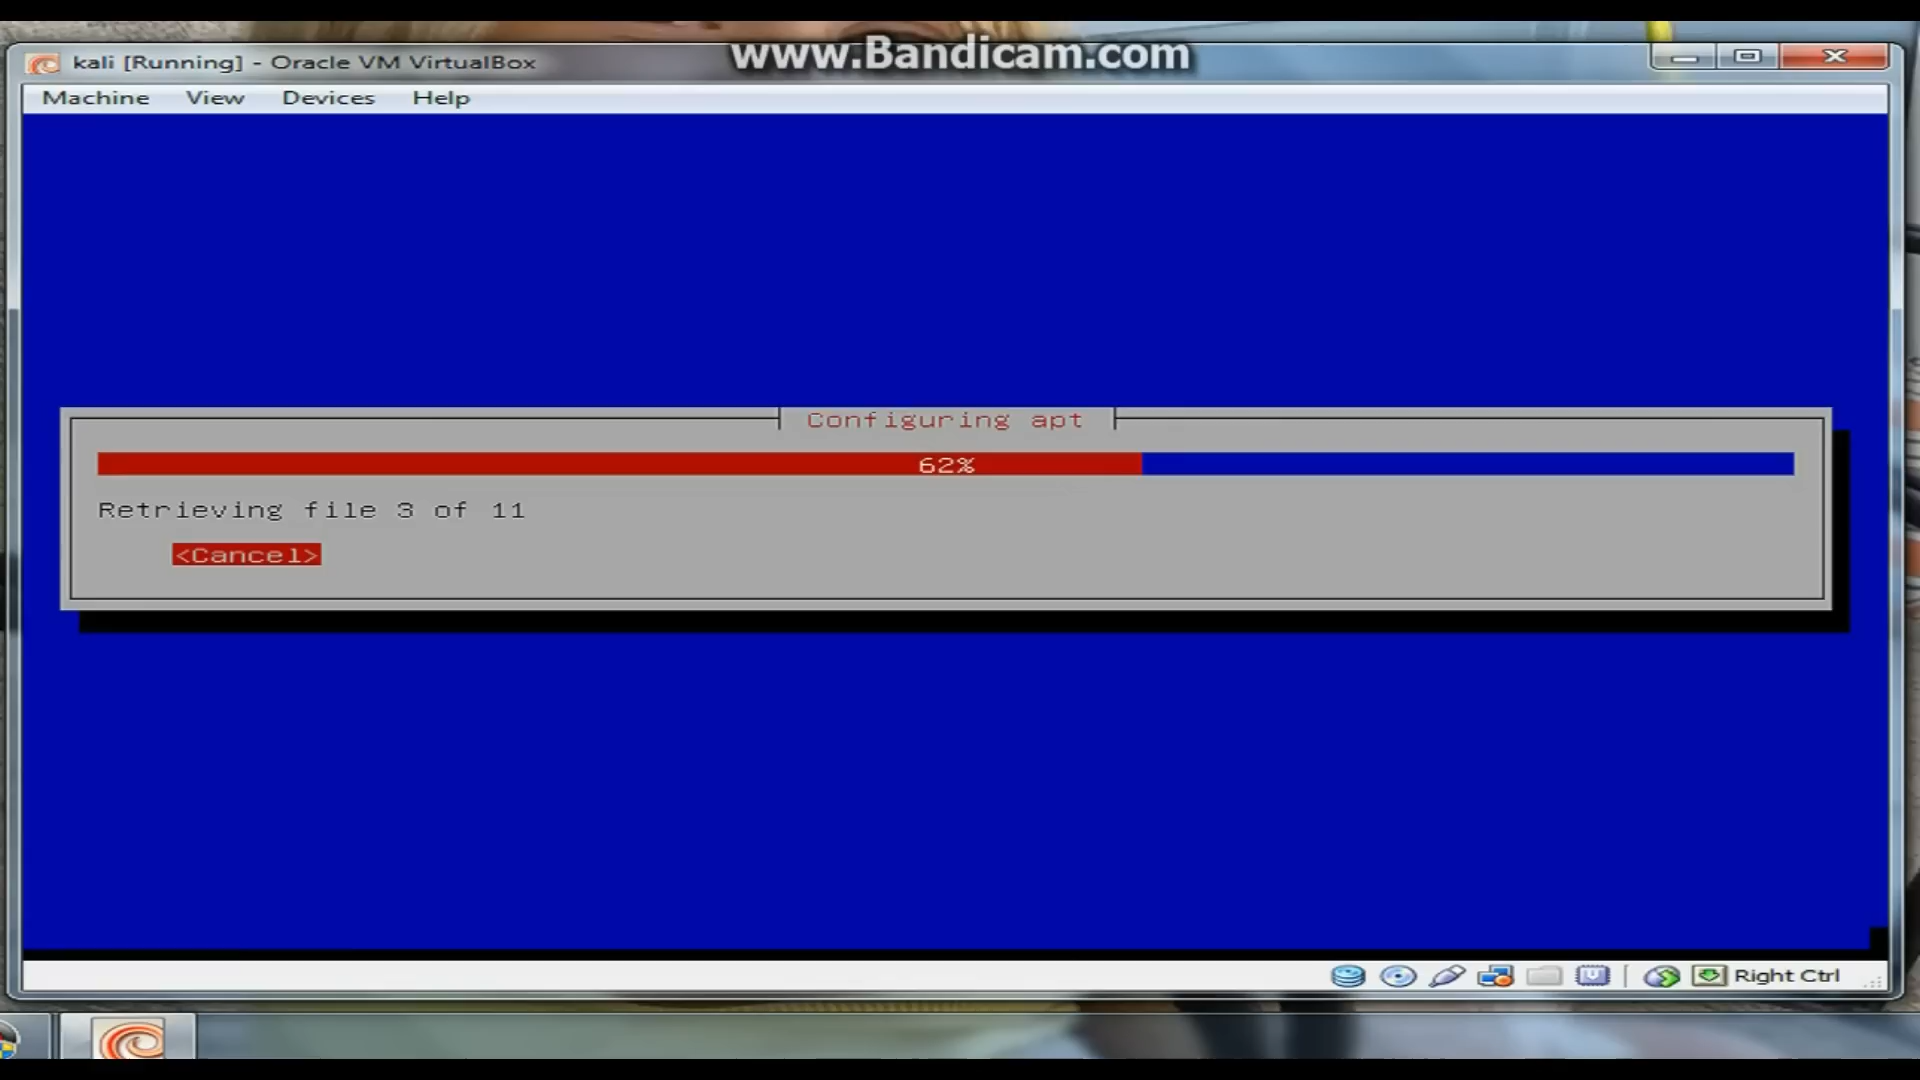 www.Bandicam.com
kali [Running] - Oracle VM VirtualBox
Machine View Devices Help
Configuring apt
62%
Retrieving file 3 of 11
<Cancel>
Right Ctrl